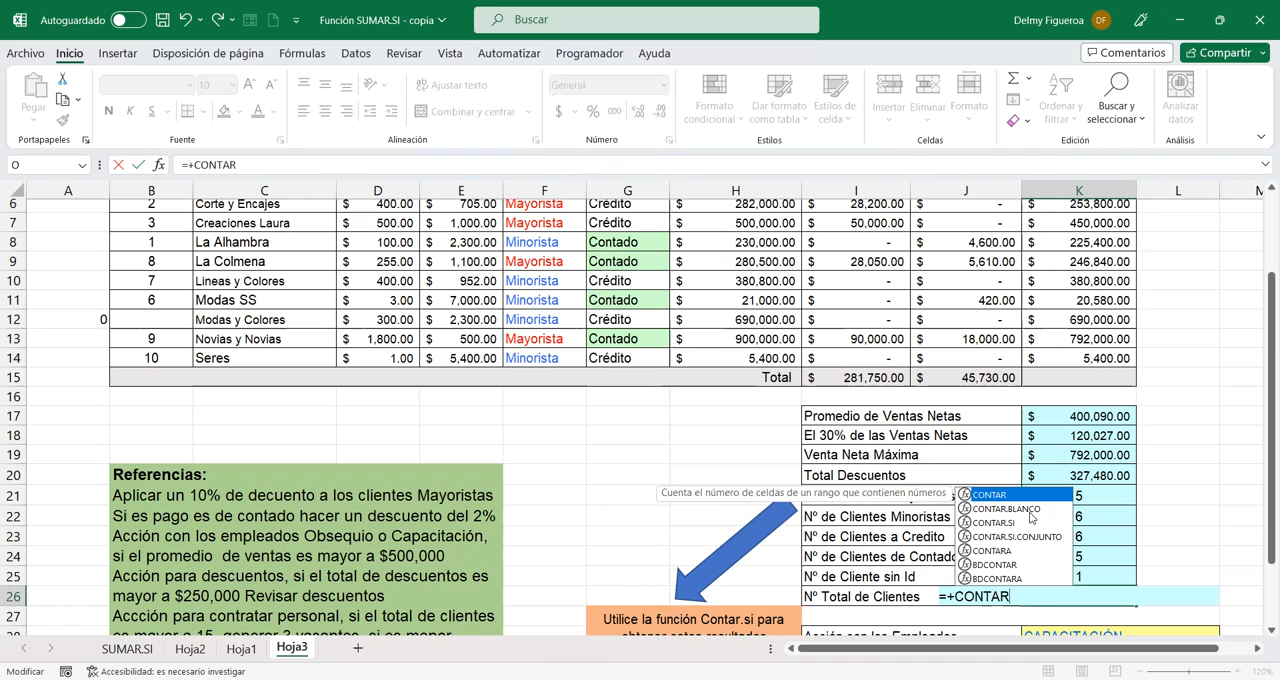 Autoguardado
Función SUMAR.SI - copia
Buscar
Delmy Figueroa
DF
Archivo Inicio Insertar Disposición de página Fórmulas Datos Revisar Vista Automatizar Programador Ayuda
Comentarios Compartir
Pegar
10
N K S
Ajustar texto
Combinar y centrar
General
$ % 000
Formato condicional
Dar formato como tabla
Estilos de celda
Insertar Eliminar Formato
Ordenar y filtrar
Buscar y seleccionar
Analizar datos
Portapapeles Fuente Alineación Número Estilos Celdas Edición Análisis
O
fx =+CONTAR
A B C D E F G H I J K L M
6 2 Corte y Encajes $ 400.00 $ 705.00 Mayorista Crédito $ 282,000.00 $ 28,200.00 $ - $ 253,800.00
7 3 Creaciones Laura $ 500.00 $ 1,000.00 Mayorista Crédito $ 500,000.00 $ 50,000.00 $ - $ 450,000.00
8 1 La Alhambra $ 100.00 $ 2,300.00 Minorista Contado $ 230,000.00 $ - $ 4,600.00 $ 225,400.00
9 8 La Colmena $ 255.00 $ 1,100.00 Mayorista Contado $ 280,500.00 $ 28,050.00 $ 5,610.00 $ 246,840.00
10 7 Lineas y Colores $ 400.00 $ 952.00 Minorista Crédito $ 380,800.00 $ - $ - $ 380,800.00
11 6 Modas SS $ 3.00 $ 7,000.00 Minorista Contado $ 21,000.00 $ - $ 420.00 $ 20,580.00
12 0 Modas y Colores $ 300.00 $ 2,300.00 Minorista Crédito $ 690,000.00 $ - $ - $ 690,000.00
13 9 Novias y Novias $ 1,800.00 $ 500.00 Mayorista Contado $ 900,000.00 $ 90,000.00 $ 18,000.00 $ 792,000.00
14 10 Seres $ 1.00 $ 5,400.00 Minorista Crédito $ 5,400.00 $ - $ - $ 5,400.00
15 Total $ 281,750.00 $ 45,730.00
16
17 Promedio de Ventas Netas $ 400,090.00
18 El 30% de las Ventas Netas $ 120,027.00
19 Venta Neta Máxima $ 792,000.00
20 Referencias: Total Descuentos $ 327,480.00
Cuenta el número de celdas de un rango que contienen números
CONTAR
CONTAR.BLANCO
CONTAR.SI
CONTAR.SI.CONJUNTO
CONTARA
BDCONTAR
BDCONTARA
21 Aplicar un 10% de decuento a los clientes Mayoristas 5
22 Si es pago es de contado hacer un descuento del 2% Nº de Clientes Minoristas 6
23 Acción con los empleados Obsequio o Capacitación, Nº de Clientes a Credito 6
24 si el promedio de ventas es mayor a $500,000 Nº de Clientes de Contado 5
25 Acción para descuentos, si el total de descuentos es Nº de Cliente sin Id 1
26 mayor a $250,000 Revisar descuentos Nº Total de Clientes =+CONTAR
27 Accción para contratar personal, si el total de clientes Utilice la función Contar.si para
28 es mayor a 15, generar 3 vacantes, si es menor obtener estos resultados Acción con los Empleados CAPACITACIÓN
SUMAR.SI Hoja2 Hoja1 Hoja3
Modificar Accesibilidad: es necesario investigar 120%